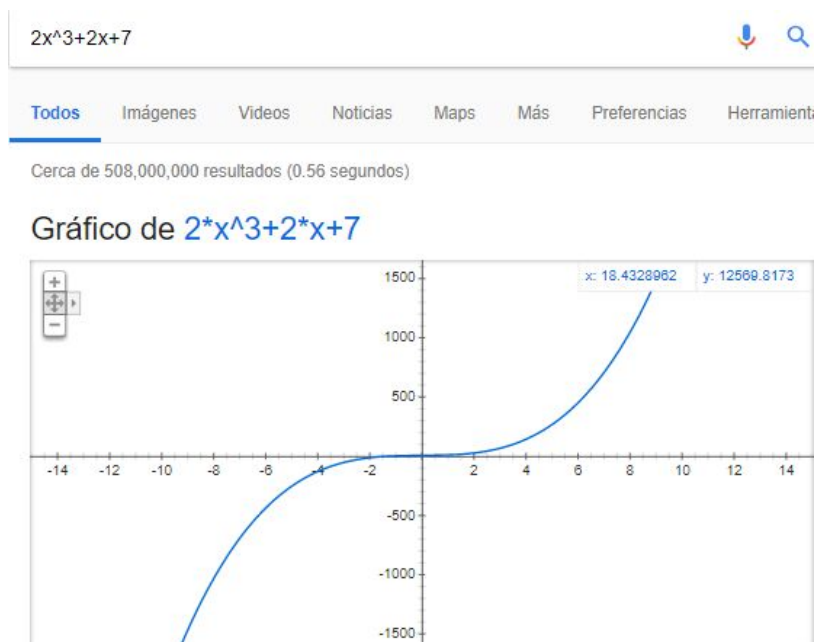 2x^3+2x+7
Todos Imágenes Videos Noticias Maps Más Preferencias Herramienta
Cerca de 508,000,000 resultados (0.56 segundos)
Gráfico de 2*x^3+2*x+7
x: 18.4328962 y: 12569.8173
1500
1000
500
-14 -12 -10 -8 -6 -4 -2 2 4 6 8 10 12 14
-500
-1000
-1500